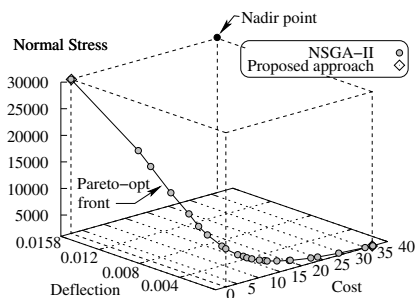 Nadir point
Normal Stress
NSGA-II
Proposed approach
30000
25000
20000
15000
10000
5000
Pareto-opt
front
0.0158
0.012
0.008
0.004
Deflection
0
5
10
15
20
25
30
35
40
Cost